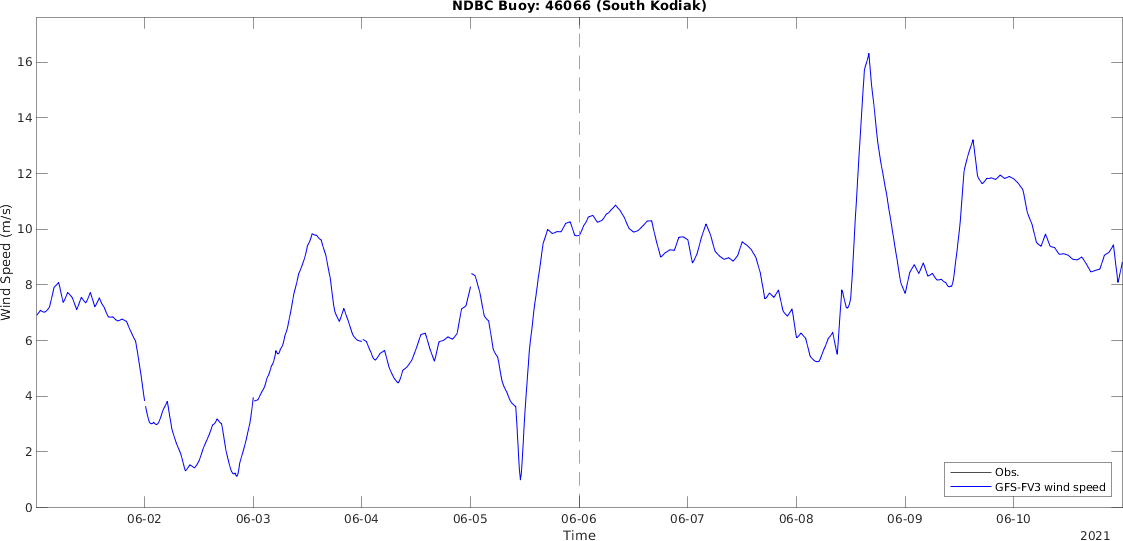 NDBC Buoy: 46066 (South Kodiak)
16
14
12
10
8
6
4
2
0
Wind Speed (m/s)
Obs.
GFS-FV3 wind speed
06-02 06-03 06-04 06-05 06-06 06-07 06-08 06-09 06-10
Time
2021